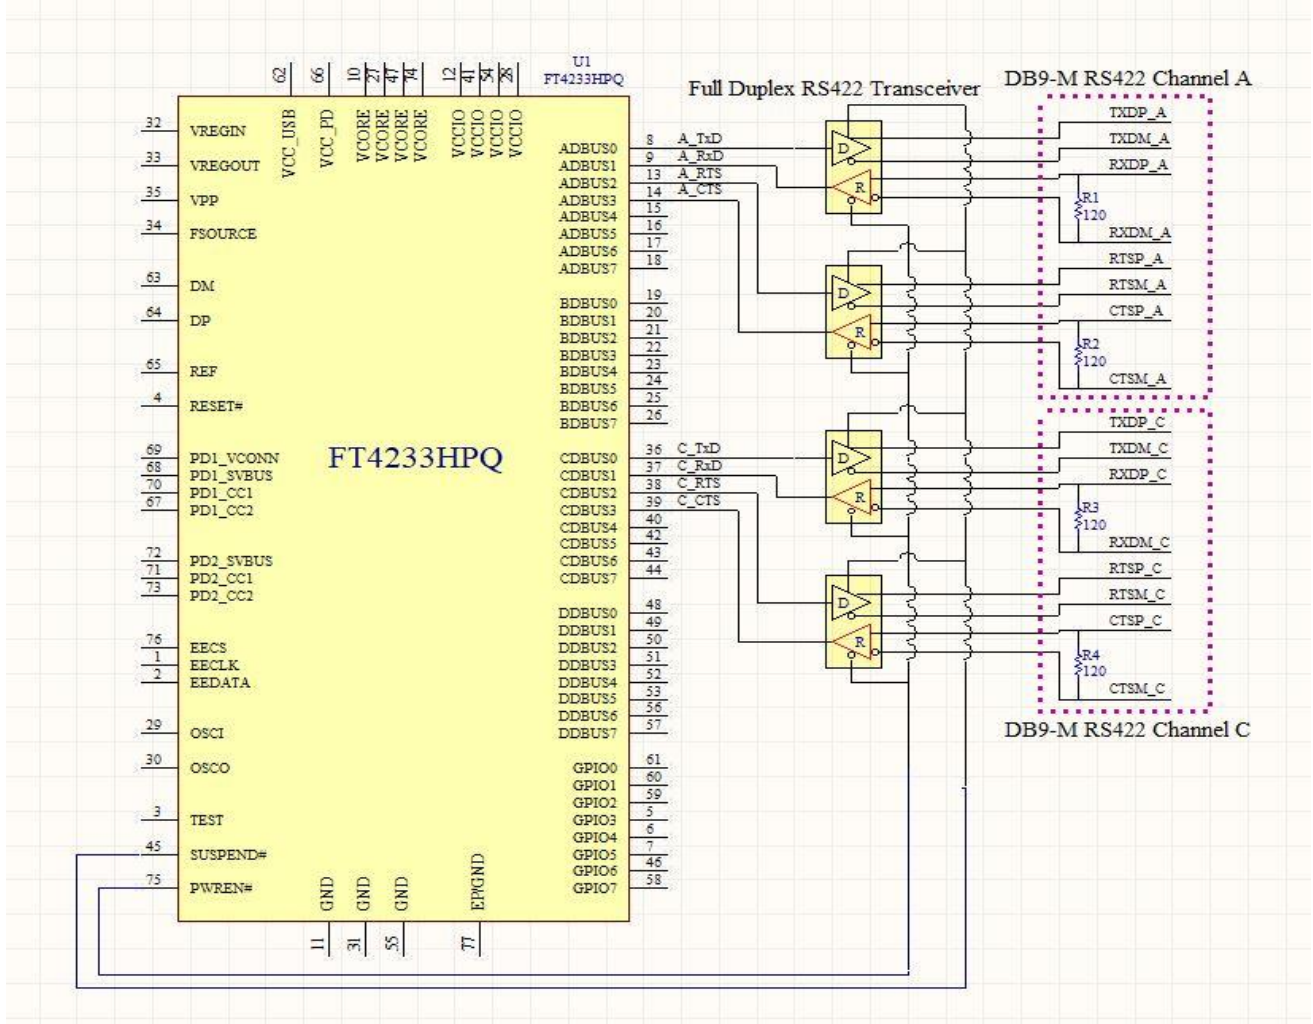 U1
FT4233HPQ
62
66
10
27
47
74
12
41
54
28
VCC_USB
VCC_PD
VCORE
VCORE
VCORE
VCORE
VCCIO
VCCIO
VCCIO
VCCIO
32 VREGIN
33 VREGOUT
35 VPP
34 FSOURCE
63 DM
64 DP
65 REF
4 RESET#
69 PD1_VCONN
68 PD1_SVBUS
70 PD1_CC1
67 PD1_CC2
72 PD2_SVBUS
71 PD2_CC1
73 PD2_CC2
76 EECS
1 EECLK
2 EEDATA
29 OSCI
30 OSCO
3 TEST
45 SUSPEND#
75 PWREN#
FT4233HPQ
GND
GND
GND
EP/GND
11
31
55
77
ADBUS0 8 A_TxD
ADBUS1 9 A_RxD
ADBUS2 13 A_RTS
ADBUS3 14 A_CTS
ADBUS4 15
ADBUS5 16
ADBUS6 17
ADBUS7 18
BDBUS0 19
BDBUS1 20
BDBUS2 21
BDBUS3 22
BDBUS4 23
BDBUS5 24
BDBUS6 25
BDBUS7 26
CDBUS0 36 C_TxD
CDBUS1 37 C_RxD
CDBUS2 38 C_RTS
CDBUS3 39 C_CTS
CDBUS4 40
CDBUS5 42
CDBUS6 43
CDBUS7 44
DDBUS0 48
DDBUS1 49
DDBUS2 50
DDBUS3 51
DDBUS4 52
DDBUS5 53
DDBUS6 56
DDBUS7 57
GPIO0 61
GPIO1 60
GPIO2 59
GPIO3 5
GPIO4 6
GPIO5 7
GPIO6 46
GPIO7 58
Full Duplex RS422 Transceiver
D
R
D
R
D
R
D
R
DB9-M RS422 Channel A
TXDP_A
TXDM_A
RXDP_A
R1
120
RXDM_A
RTSP_A
RTSM_A
CTSP_A
R2
120
CTSM_A
TXDP_C
TXDM_C
RXDP_C
R3
120
RXDM_C
RTSP_C
RTSM_C
CTSP_C
R4
120
CTSM_C
DB9-M RS422 Channel C